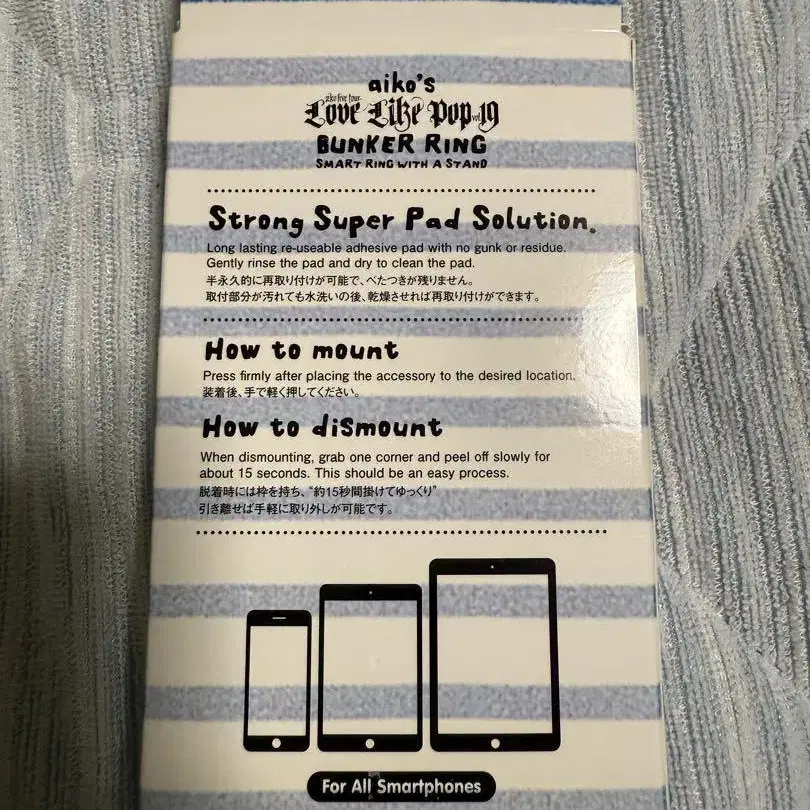 aiko's
aiko live tour
Love Like Pop vol.19
BUNKER RING
SMART RING WITH A STAND
Strong Super Pad Solution.
Long lasting re-useable adhesive pad with no gunk or residue.
Gently rinse the pad and dry to clean the pad.
半永久的に再取り付けが可能で、べたつきが残りません。
取付部分が汚れても水洗いの後、乾燥させれば再取り付けができます。
How to mount
Press firmly after placing the accessory to the desired location.
装着後、手で軽く押してください。
How to dismount
When dismounting, grab one corner and peel off slowly for
about 15 seconds. This should be an easy process.
脱着時には枠を持ち、“約15秒間掛けてゆっくり”
引き離せば手軽に取り外しが可能です。
For All Smartphones